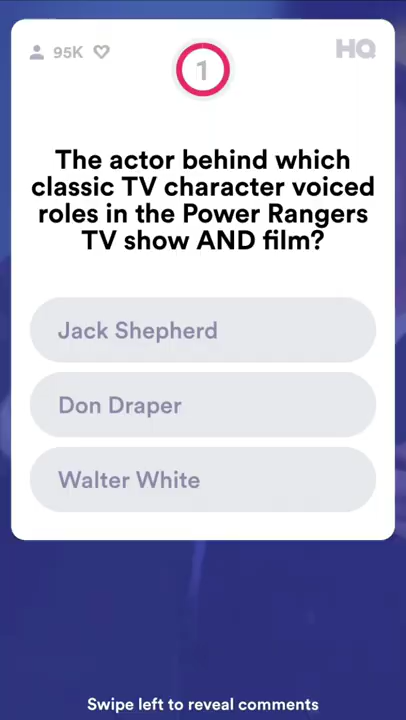 95K
1
HQ
The actor behind which
classic TV character voiced
roles in the Power Rangers
TV show AND film?
Jack Shepherd
Don Draper
Walter White
Swipe left to reveal comments